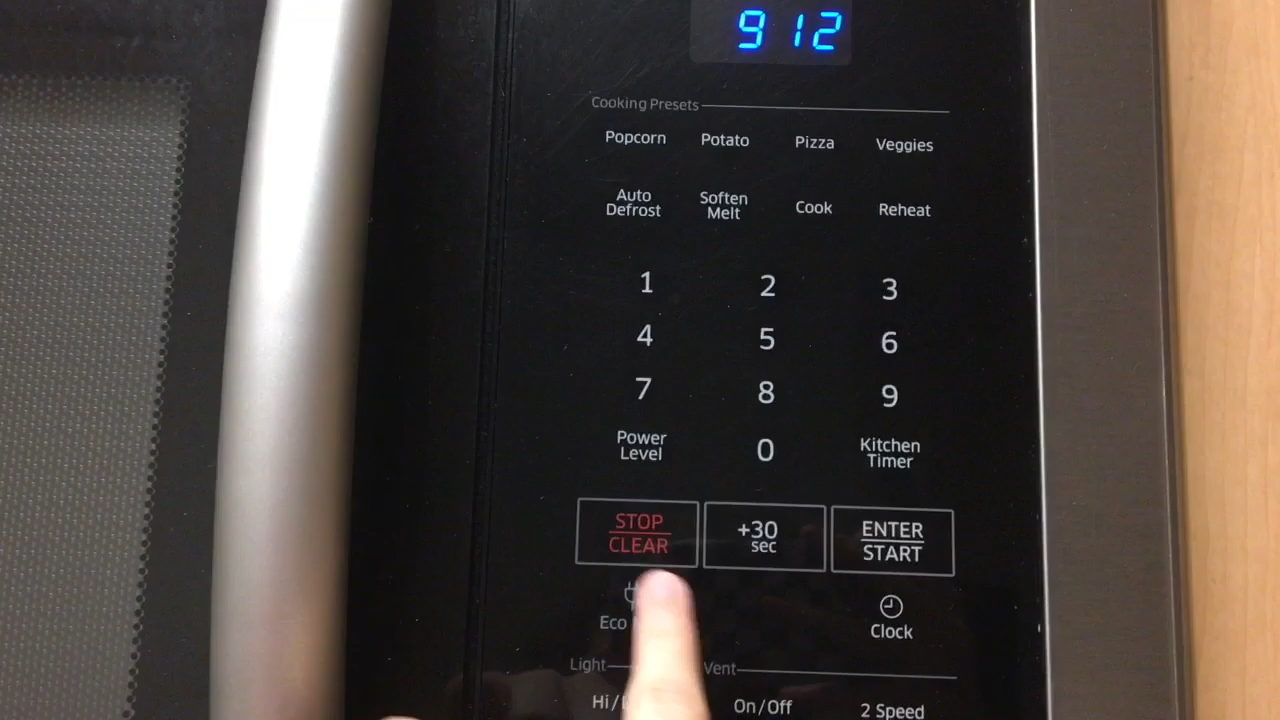 912
Cooking Presets
Popcorn Potato Pizza Veggies
Auto Defrost Soften Melt Cook Reheat
1 2 3
4 5 6
7 8 9
Power Level 0 Kitchen Timer
STOP CLEAR +30 sec ENTER START
Eco Clock
Light Vent
Hi/ On/Off 2 Speed